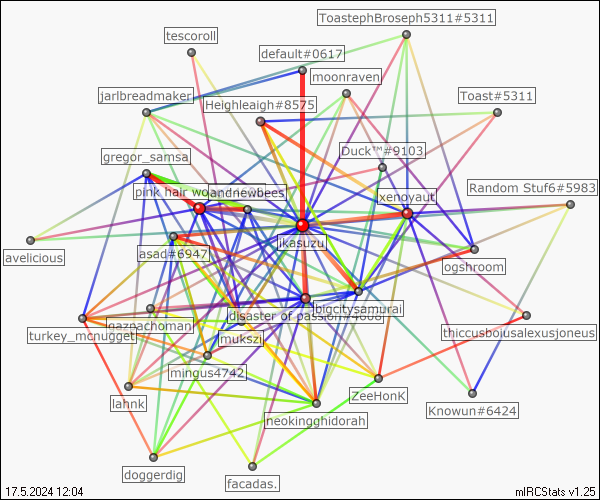 ToastephBroseph5311#5311
tescoroll
default#0617
moonraven
jarlbreadmaker
Heighleigh#8575
Toast#5311
gregor_samsa
Duck™#9103
pink hair wo
andnewbees
xenoyaut
Random Stuf6#5983
avelicious
asad#6947
ikasuzu
ogshroom
turkey_mcnugget
gazpachoman
disaster of passion
bigcitysamurai
mukszi
thiccusboiusalexusjoneus
mingus4742
lahnk
ZeeHonK
neokingghidorah
Knowun#6424
doggerdig
facadas.
17.5.2024 12:04
mIRCStats v1.25